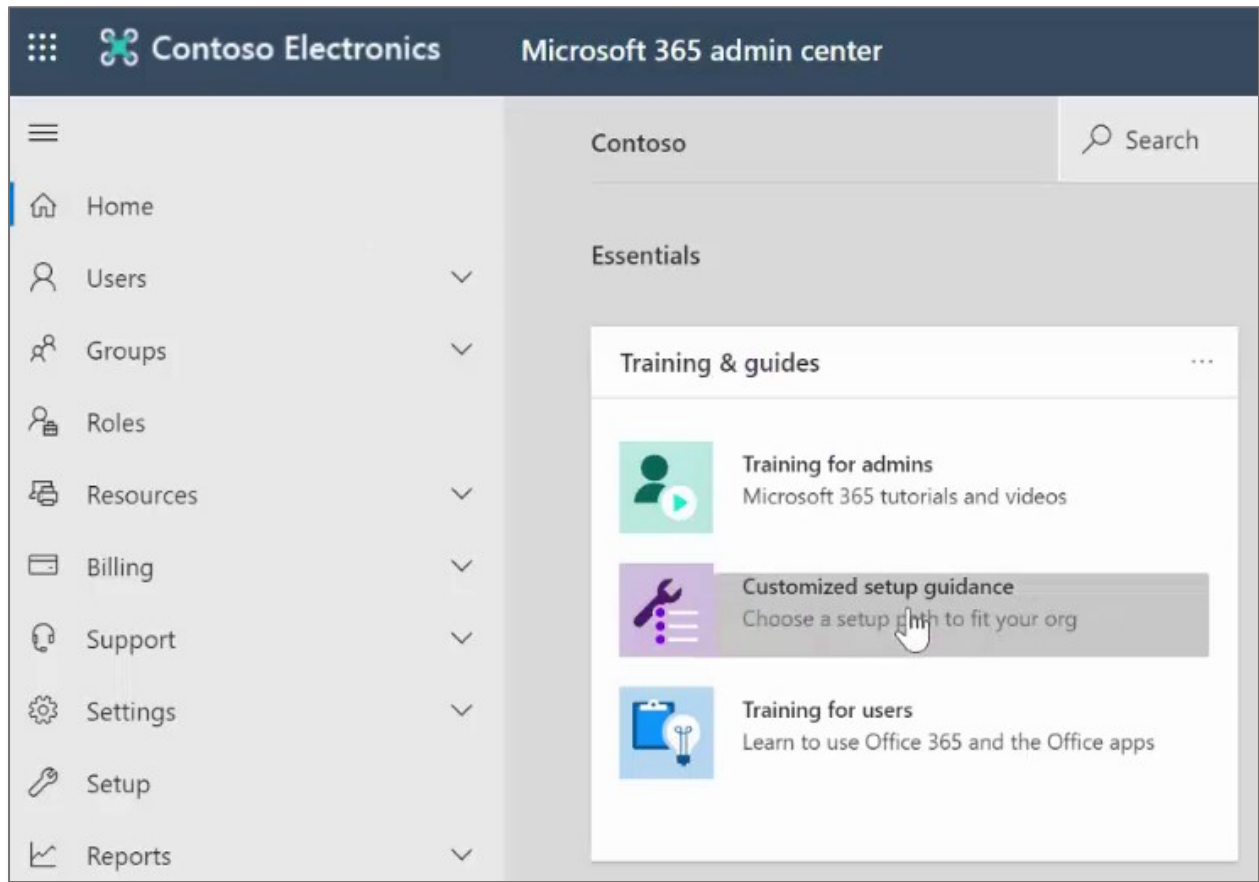 Contoso Electronics
Microsoft 365 admin center
Home
Users
Groups
Roles
Resources
Billing
Support
Settings
Setup
Reports
Contoso
Search
Essentials
Training & guides
...
Training for admins
Microsoft 365 tutorials and videos
Customized setup guidance
Choose a setup path to fit your org
Training for users
Learn to use Office 365 and the Office apps